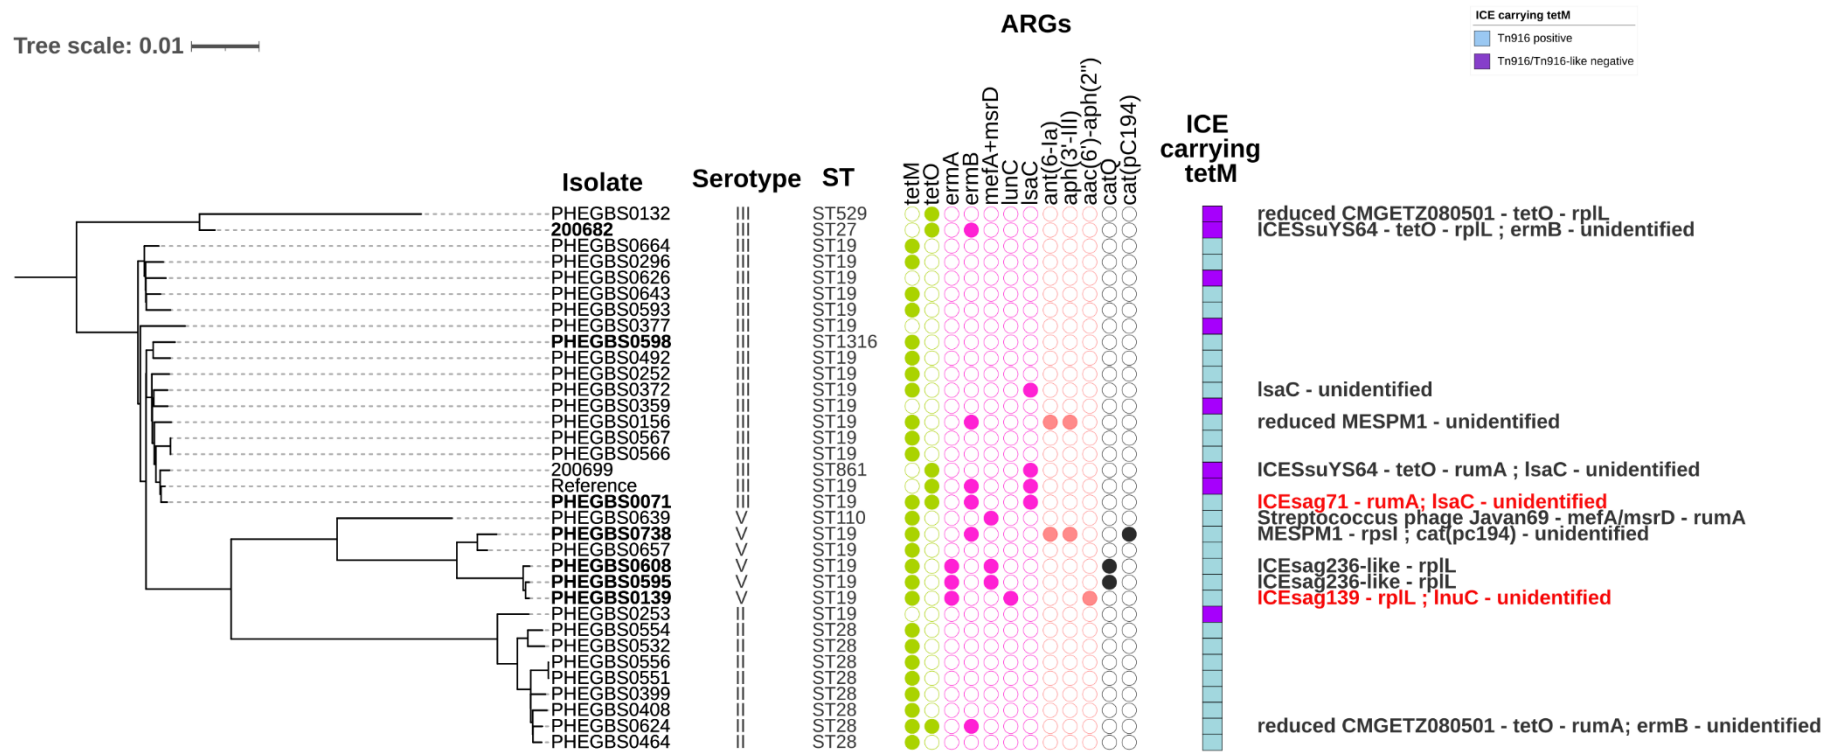 ARGs
ICE carrying tetM
Tn916 positive
Tn916/Tn916-like negative
Tree scale: 0.01
Isolate Serotype ST
tetM tetO ermA ermB mefA+msrD lunC lsaC ant(6-Ia) aph(3'-III) aac(6')-aph(2") catQ cat(pC194)
ICE
carrying
tetM
PHEGBS0132 III ST529 reduced CMGETZ080501 - tetO - rplL
200682 III ST27 ICESsuYS64 - tetO - rplL ; ermB - unidentified
PHEGBS0664 III ST19
PHEGBS0296 III ST19
PHEGBS0626 III ST19
PHEGBS0643 III ST19
PHEGBS0593 III ST19
PHEGBS0377 III ST19
PHEGBS0598 III ST1316
PHEGBS0492 III ST19
PHEGBS0252 III ST19
PHEGBS0372 III ST19 lsaC - unidentified
PHEGBS0359 III ST19
PHEGBS0156 III ST19 reduced MESPM1 - unidentified
PHEGBS0567 III ST19
PHEGBS0566 III ST19
200699 III ST861 ICESsuYS64 - tetO - rumA ; lsaC - unidentified
Reference III ST19
PHEGBS0071 III ST19 ICEsag71 - rumA; lsaC - unidentified
PHEGBS0639 V ST110 Streptococcus phage Javan69 - mefA/msrD - rumA
PHEGBS0738 V ST19 MESPM1 - rpsI ; cat(pc194) - unidentified
PHEGBS0657 V ST19
PHEGBS0608 V ST19 ICEsag236-like - rplL
PHEGBS0595 V ST19 ICEsag236-like - rplL
PHEGBS0139 V ST19 ICEsag139 - rplL ; lnuC - unidentified
PHEGBS0253 II ST19
PHEGBS0554 II ST28
PHEGBS0532 II ST28
PHEGBS0556 II ST28
PHEGBS0551 II ST28
PHEGBS0399 II ST28
PHEGBS0408 II ST28
PHEGBS0624 II ST28 reduced CMGETZ080501 - tetO - rumA; ermB - unidentified
PHEGBS0464 II ST28